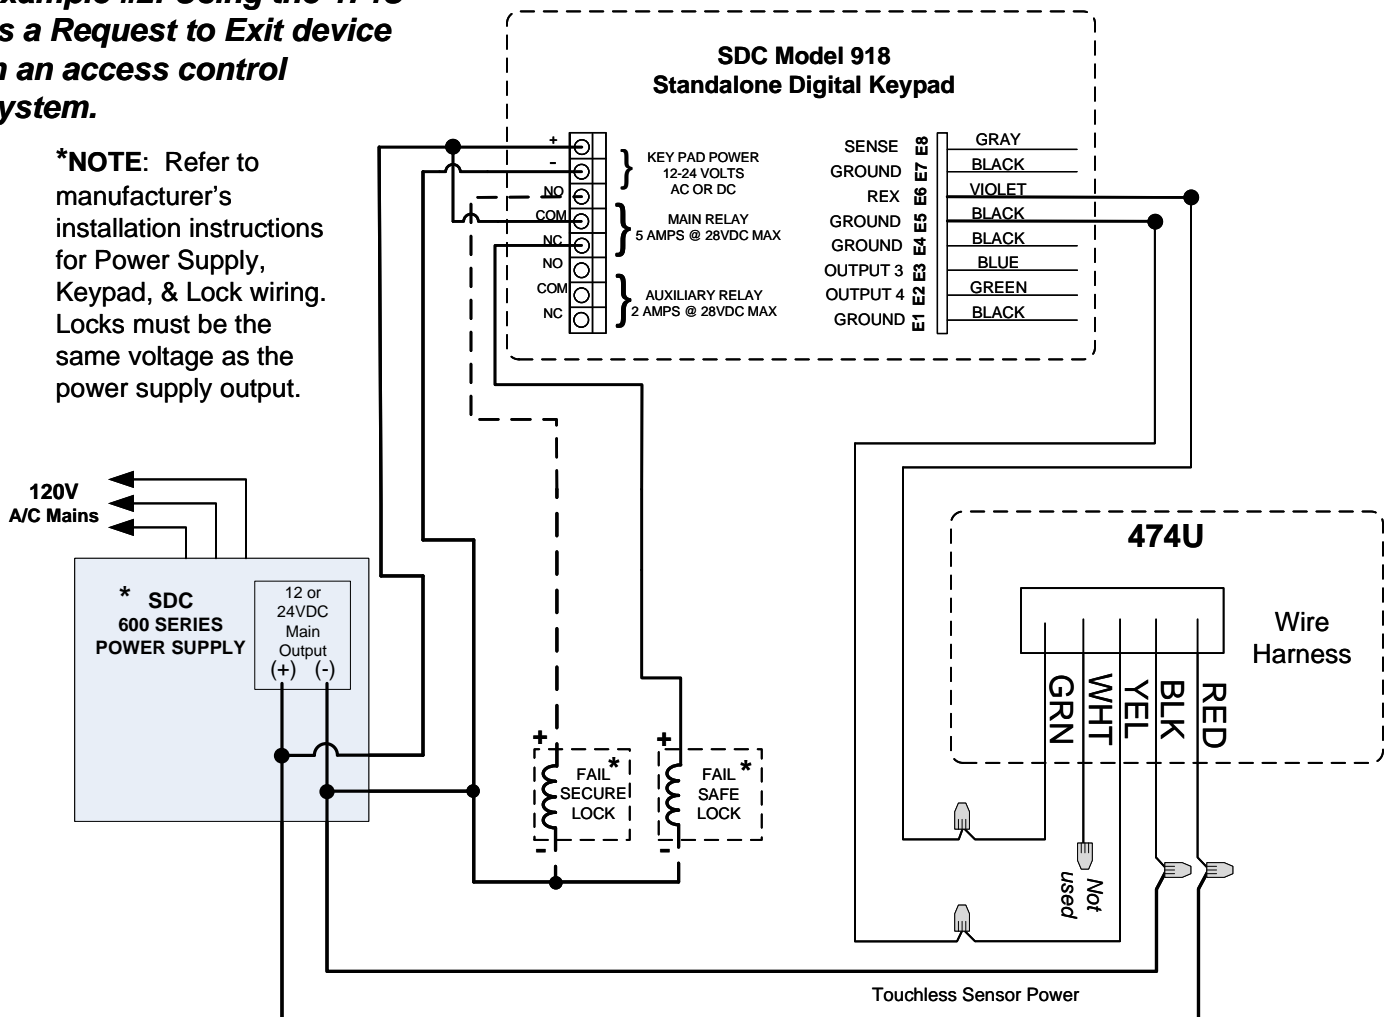 s a Request to Exit device
n an access control
ystem.
*NOTE: Refer to
manufacturer's
installation instructions
for Power Supply,
Keypad, & Lock wiring.
Locks must be the
same voltage as the
power supply output.
SDC Model 918
Standalone Digital Keypad
+
-
NO
COM
NC
NO
COM
NC
KEY PAD POWER
12-24 VOLTS
AC OR DC
MAIN RELAY
5 AMPS @ 28VDC MAX
AUXILIARY RELAY
2 AMPS @ 28VDC MAX
SENSE E8 GRAY
GROUND E7 BLACK
REX E6 VIOLET
GROUND E5 BLACK
GROUND E4 BLACK
OUTPUT 3 E3 BLUE
OUTPUT 4 E2 GREEN
GROUND E1 BLACK
120V
A/C Mains
* SDC
600 SERIES
POWER SUPPLY
12 or
24VDC
Main
Output
(+) (-)
+
FAIL*
SECURE
LOCK
-
+
FAIL *
SAFE
LOCK
-
474U
Wire
Harness
GRN
WHT
YEL
BLK
RED
Not
used
Touchless Sensor Power